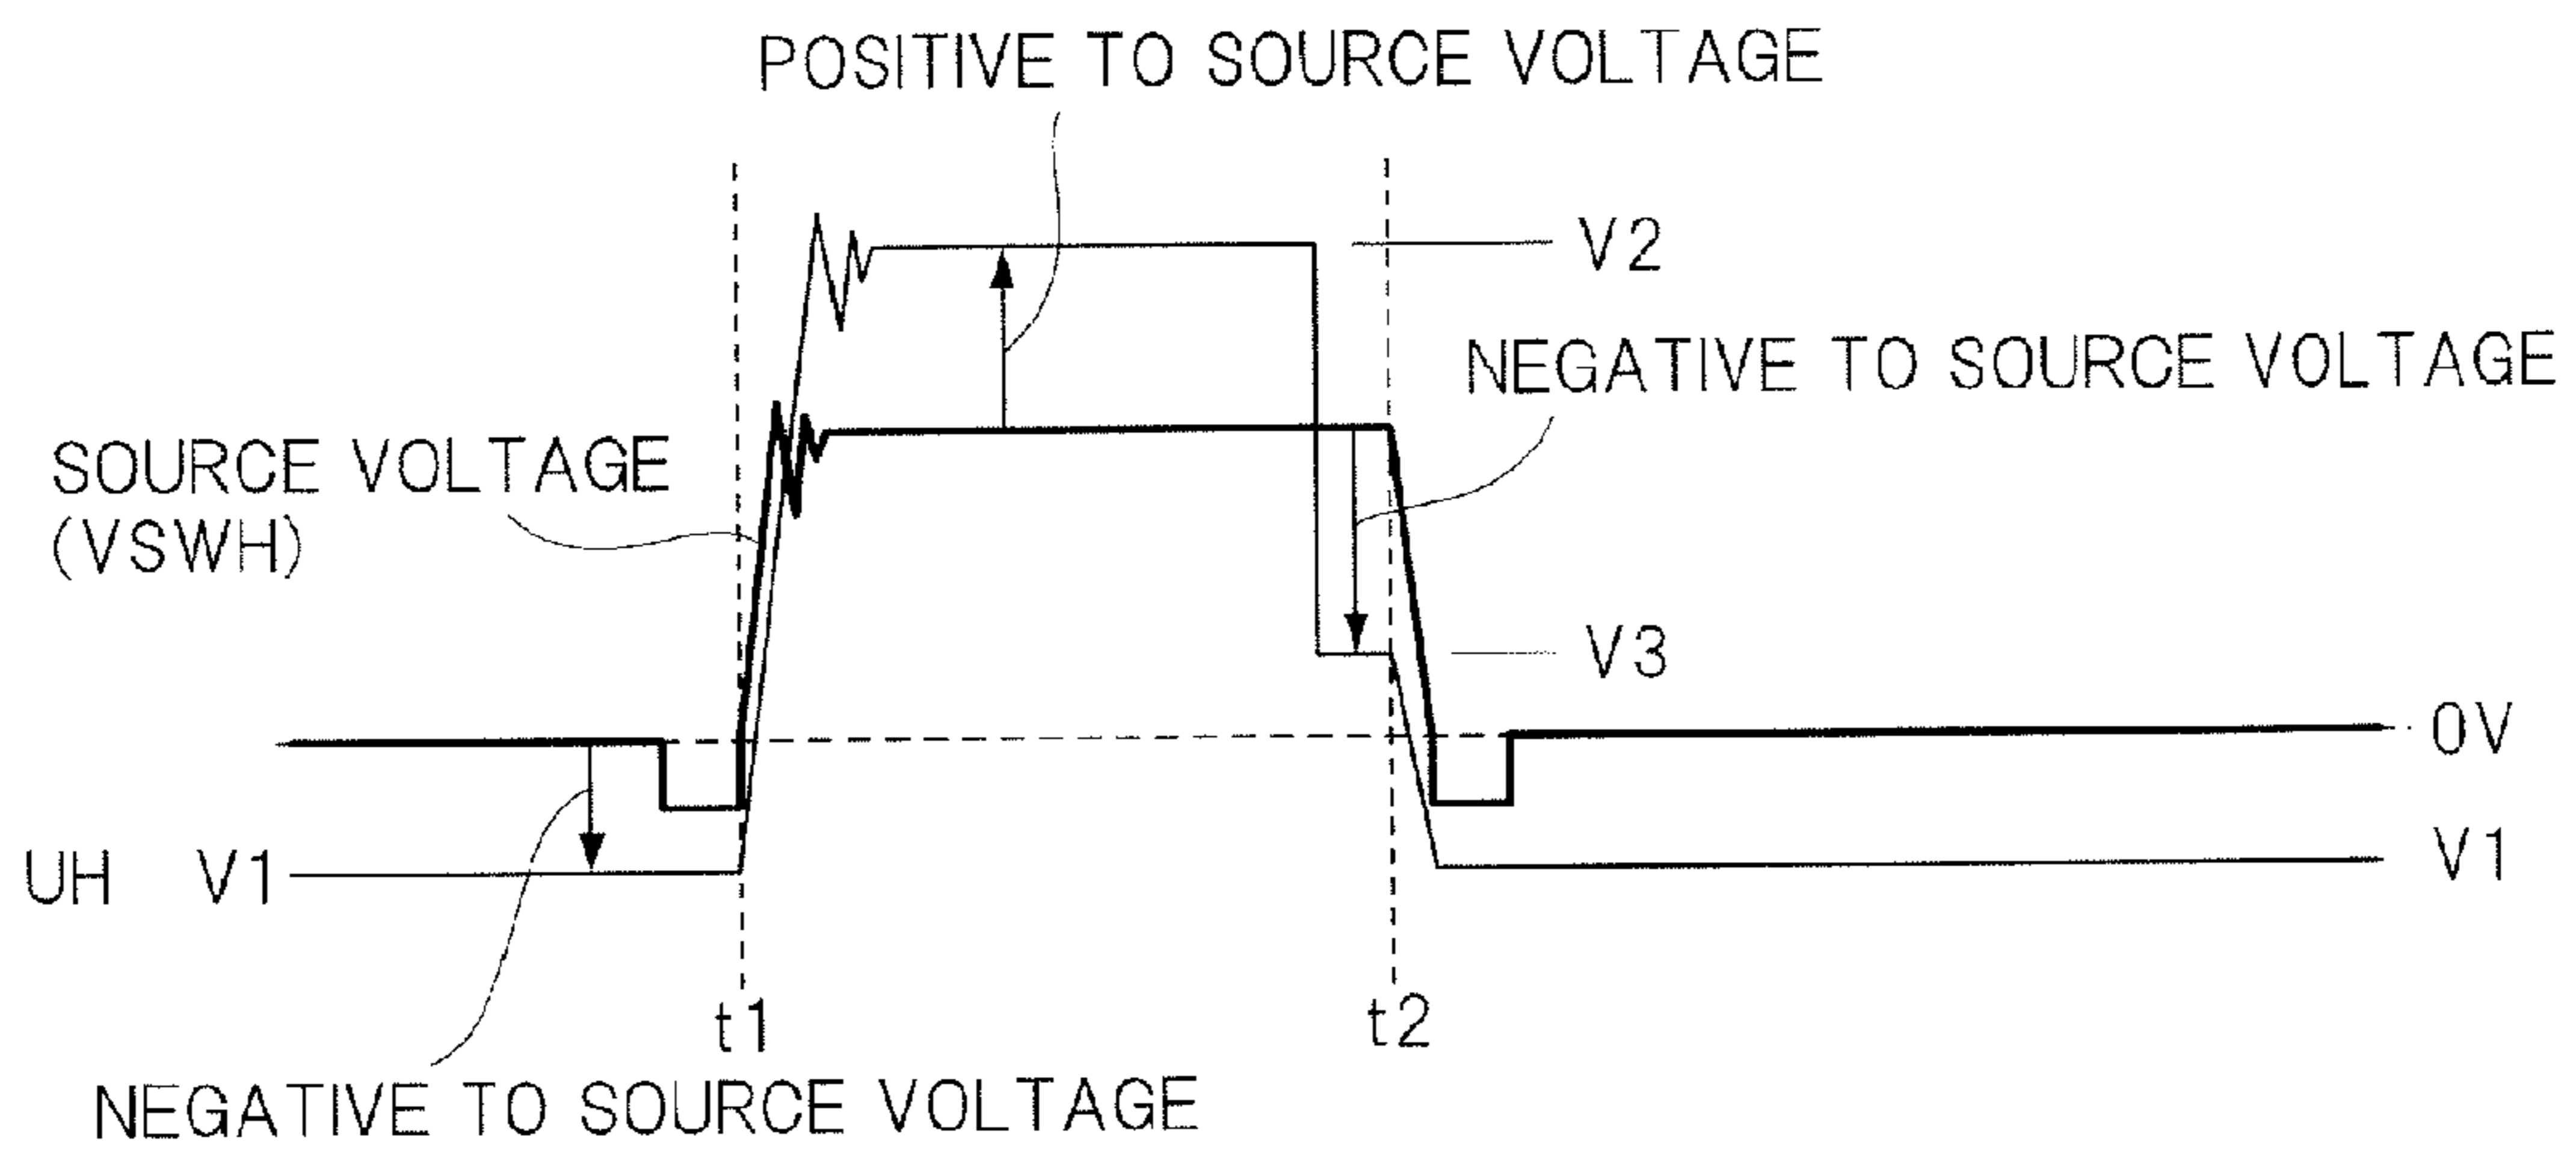 POSITIVE TO SOURCE VOLTAGE
V2
NEGATIVE TO SOURCE VOLTAGE
SOURCE VOLTAGE
(VSWH)
V3
0V
UH V1
V1
t1
t2
NEGATIVE TO SOURCE VOLTAGE